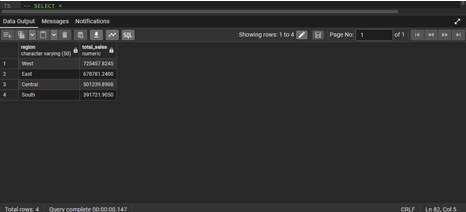 75 -- SELECT *
Data Output Messages Notifications
SQL Showing rows: 1 to 4 Page No: 1 of 1
region total_sales
character varying (50) numeric
1 West 725457.8245
2 East 678781.2400
3 Central 501239.8908
4 South 391721.9050
Total rows: 4 Query complete 00:00:00.147 CRLF Ln 82, Col 5